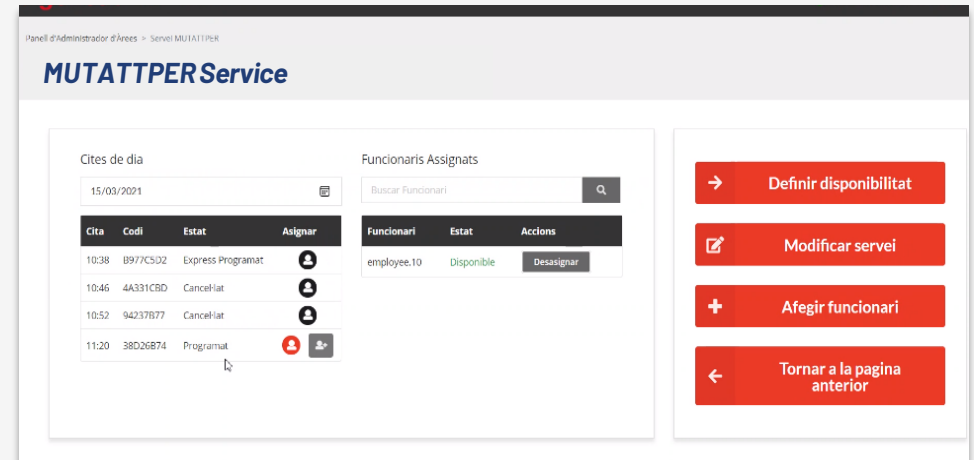 Panell d'Administrador d'Àrees > Servei MUTATTPER
MUTATTPER Service
Cites de dia
15/03/2021
Cita Codi Estat Asignar
10:38 B977C5D2 Express Programat
10:46 4A331CBD Cancel·lat
10:52 94237B77 Cancel·lat
11:20 38D26B74 Programat
Funcionaris Assignats
Buscar Funcionari
Funcionari Estat Accions
employee.10 Disponible Desasignar
Definir disponibilitat
Modificar servei
Afegir funcionari
Tornar a la pagina
anterior